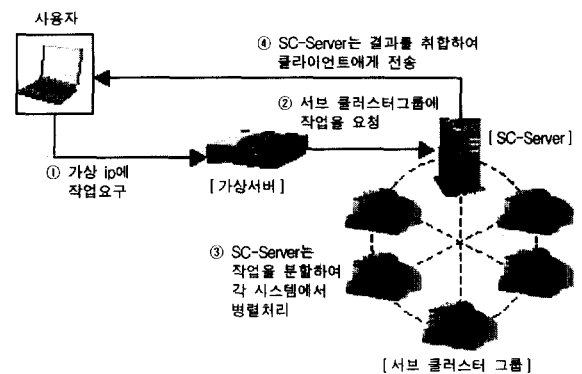 사용자
④ SC-Server는 결과를 취합하여
클라이언트에게 전송
② 서브 클러스터그룹에
작업을 요청
[ SC-Server ]
① 가상 ip에
작업요구
[ 가상서버 ]
③ SC-Server는
작업을 분할하여
각 시스템에서
병렬처리
[ 서브 클러스터 그룹 ]